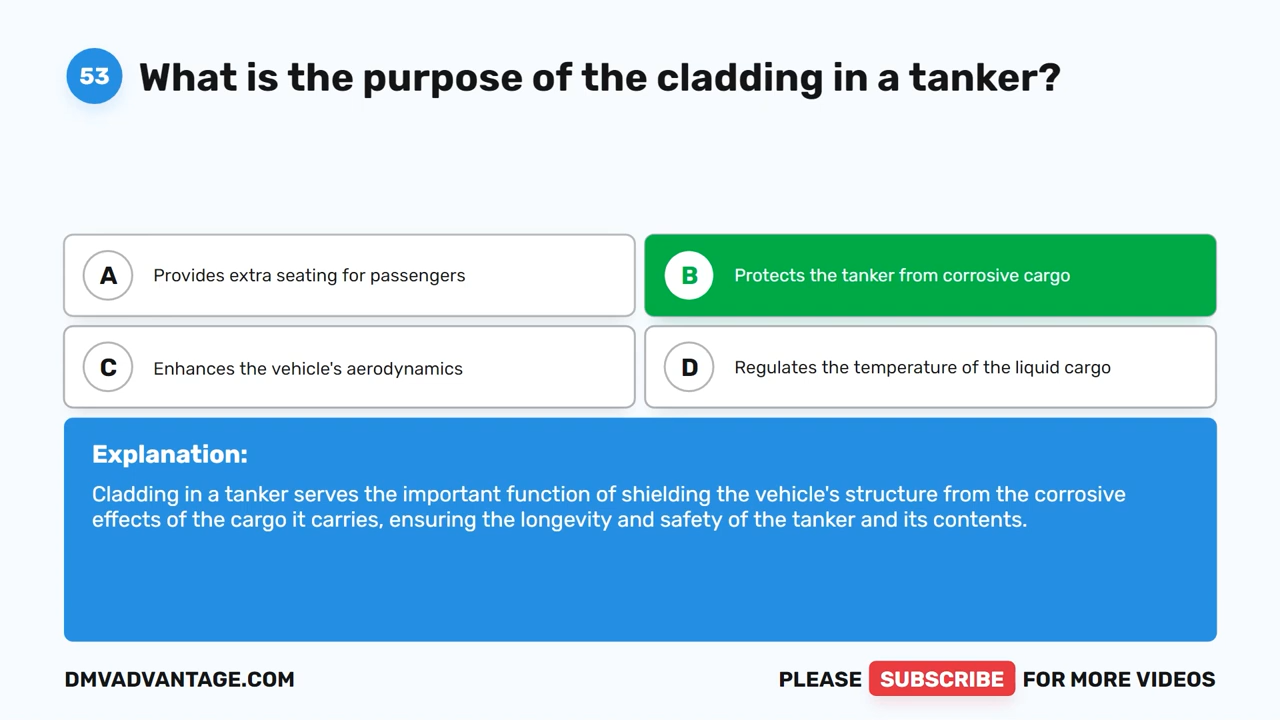 53 What is the purpose of the cladding in a tanker?
A Provides extra seating for passengers
B Protects the tanker from corrosive cargo
C Enhances the vehicle's aerodynamics
D Regulates the temperature of the liquid cargo
Explanation:
Cladding in a tanker serves the important function of shielding the vehicle's structure from the corrosive
effects of the cargo it carries, ensuring the longevity and safety of the tanker and its contents.
DMVADVANTAGE.COM
PLEASE SUBSCRIBE FOR MORE VIDEOS